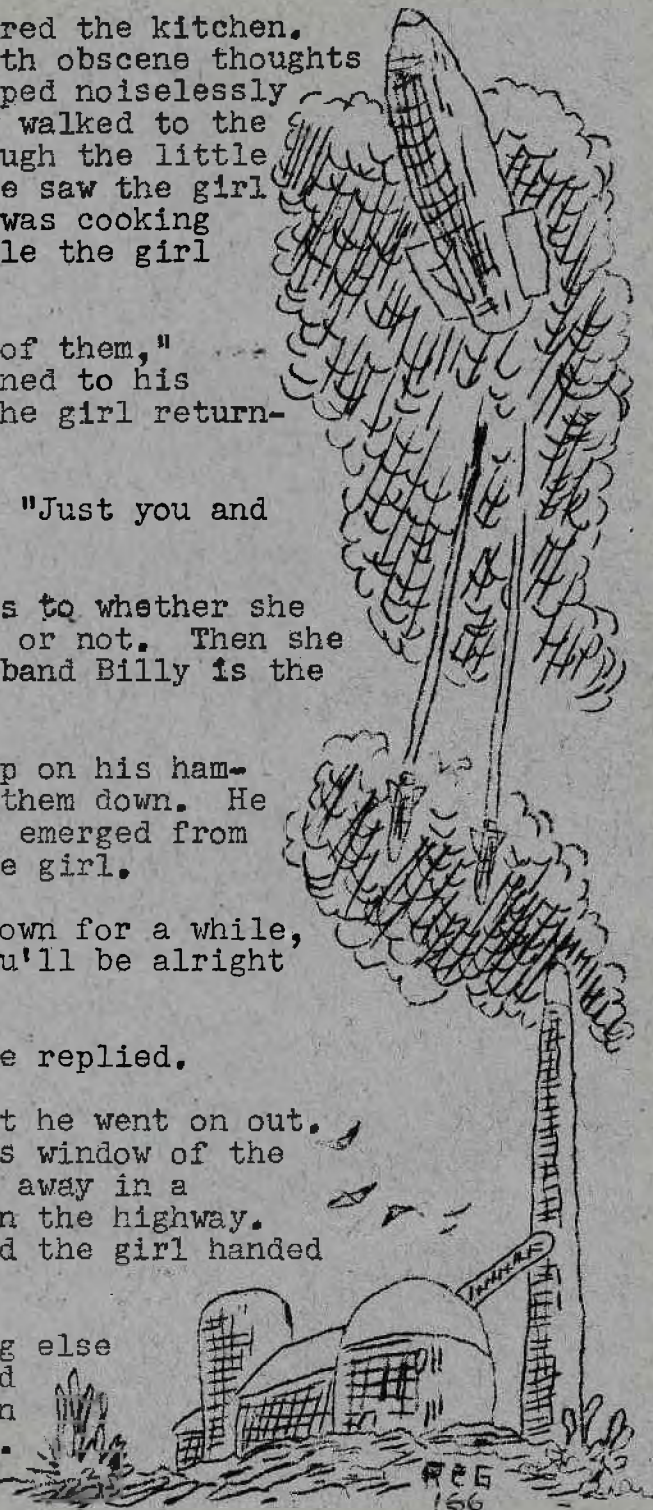 red the kitchen.
th obscene thoughts
ped noiselessly
walked to the
ugh the little
e saw the girl
was cooking
le the girl
of them,"
ned to his
he girl return-
"Just you and
s to whether she
or not. Then she
band Billy is the
p on his ham-
them down. He
emerged from
e girl.
own for a while,
u'll be alright
e replied.
t he went on out.
s window of the
away in a
n the highway.
d the girl handed
g else
d
n
.
REG
'66